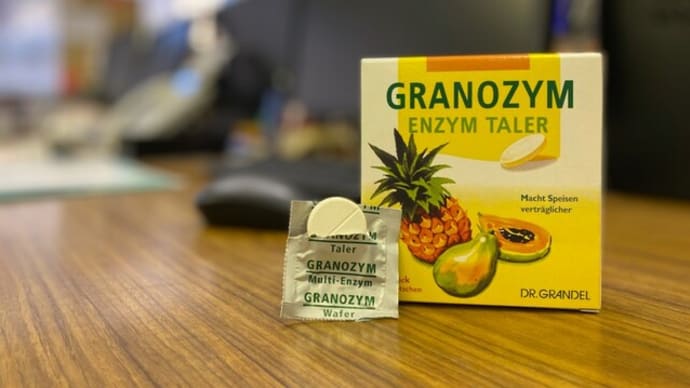 GRANOZYM
ENZYM TALER
Macht Speisen
verträglicher
DR.GRANDEL
Taler
GRANOZYM
Multi-Enzym
GRANOZYM
Wafer